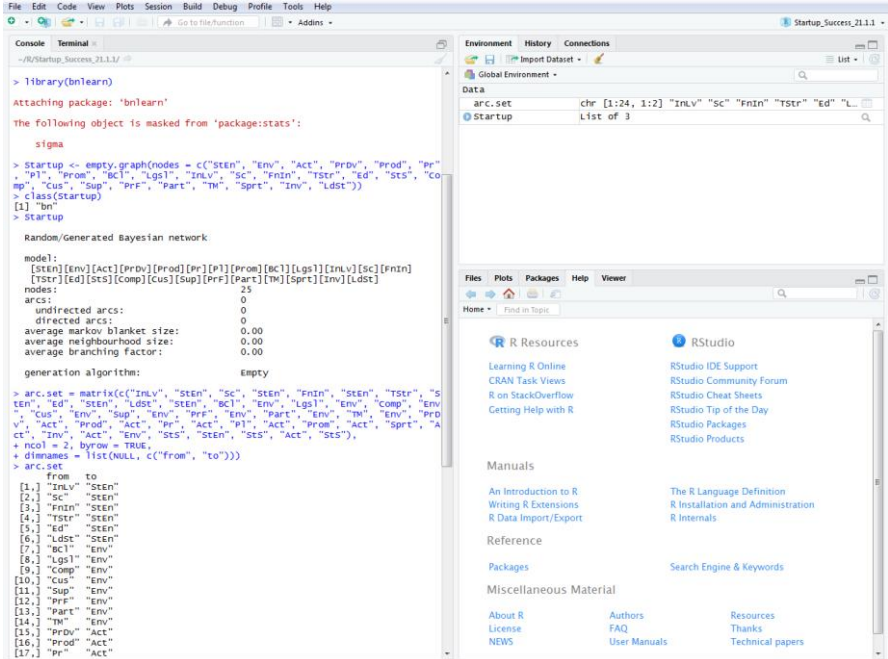 File Edit Code View Plots Session Build Debug Profile Tools Help
Go to file/function Addins
Startup_Success_21.1.1
Console Terminal
~/R/Startup_Success_21.1.1/
> library(bnlearn)
Attaching package: ‘bnlearn’
The following object is masked from ‘package:stats’:
sigma
> Startup <- empty.graph(nodes = c("StEn", "Env", "Act", "PrDv", "Prod", "Pr"
, "Pl", "Prom", "BCl", "Lgsl", "InLv", "Sc", "FnIn", "TStr", "Ed", "StS", "Co
mp", "Cus", "Sup", "PrF", "Part", "TM", "Sprt", "Inv", "LdSt"))
> class(Startup)
[1] "bn"
> Startup
Random/Generated Bayesian network
model:
[StEn][Env][Act][PrDv][Prod][Pr][Pl][Prom][BCl][Lgsl][InLv][Sc][FnIn]
[TStr][Ed][StS][Comp][Cus][Sup][PrF][Part][TM][Sprt][Inv][LdSt]
nodes: 25
arcs: 0
undirected arcs: 0
directed arcs: 0
average markov blanket size: 0.00
average neighbourhood size: 0.00
average branching factor: 0.00
generation algorithm: Empty
> arc.set = matrix(c("InLv", "StEn", "Sc", "StEn", "FnIn", "StEn", "TStr", "S
tEn", "Ed", "StEn", "LdSt", "StEn", "BCl", "Env", "Lgsl", "Env", "Comp", "Env
", "Cus", "Env", "Sup", "Env", "PrF", "Env", "Part", "Env", "TM", "Env", "PrD
v", "Act", "Prod", "Act", "Pr", "Act", "Pl", "Act", "Prom", "Act", "Sprt", "A
ct", "Inv", "Act", "Env", "StS", "StEn", "StS", "Act", "StS"),
+ ncol = 2, byrow = TRUE,
+ dimnames = list(NULL, c("from", "to")))
> arc.set
from to
[1,] "InLv" "StEn"
[2,] "Sc" "StEn"
[3,] "FnIn" "StEn"
[4,] "TStr" "StEn"
[5,] "Ed" "StEn"
[6,] "LdSt" "StEn"
[7,] "BCl" "Env"
[8,] "Lgsl" "Env"
[9,] "Comp" "Env"
[10,] "Cus" "Env"
[11,] "Sup" "Env"
[12,] "PrF" "Env"
[13,] "Part" "Env"
[14,] "TM" "Env"
[15,] "PrDv" "Act"
[16,] "Prod" "Act"
[17,] "Pr" "Act"
Environment History Connections
Import Dataset List
Global Environment
Data
arc.set chr [1:24, 1:2] "InLv" "Sc" "FnIn" "TStr" "Ed" "L…
Startup List of 3
Files Plots Packages Help Viewer
Home Find in Topic
R Resources
Learning R Online
CRAN Task Views
R on StackOverflow
Getting Help with R
RStudio
RStudio IDE Support
RStudio Community Forum
RStudio Cheat Sheets
RStudio Tip of the Day
RStudio Packages
RStudio Products
Manuals
An Introduction to R The R Language Definition
Writing R Extensions R Installation and Administration
R Data Import/Export R Internals
Reference
Packages Search Engine & Keywords
Miscellaneous Material
About R Authors Resources
License FAQ Thanks
NEWS User Manuals Technical papers